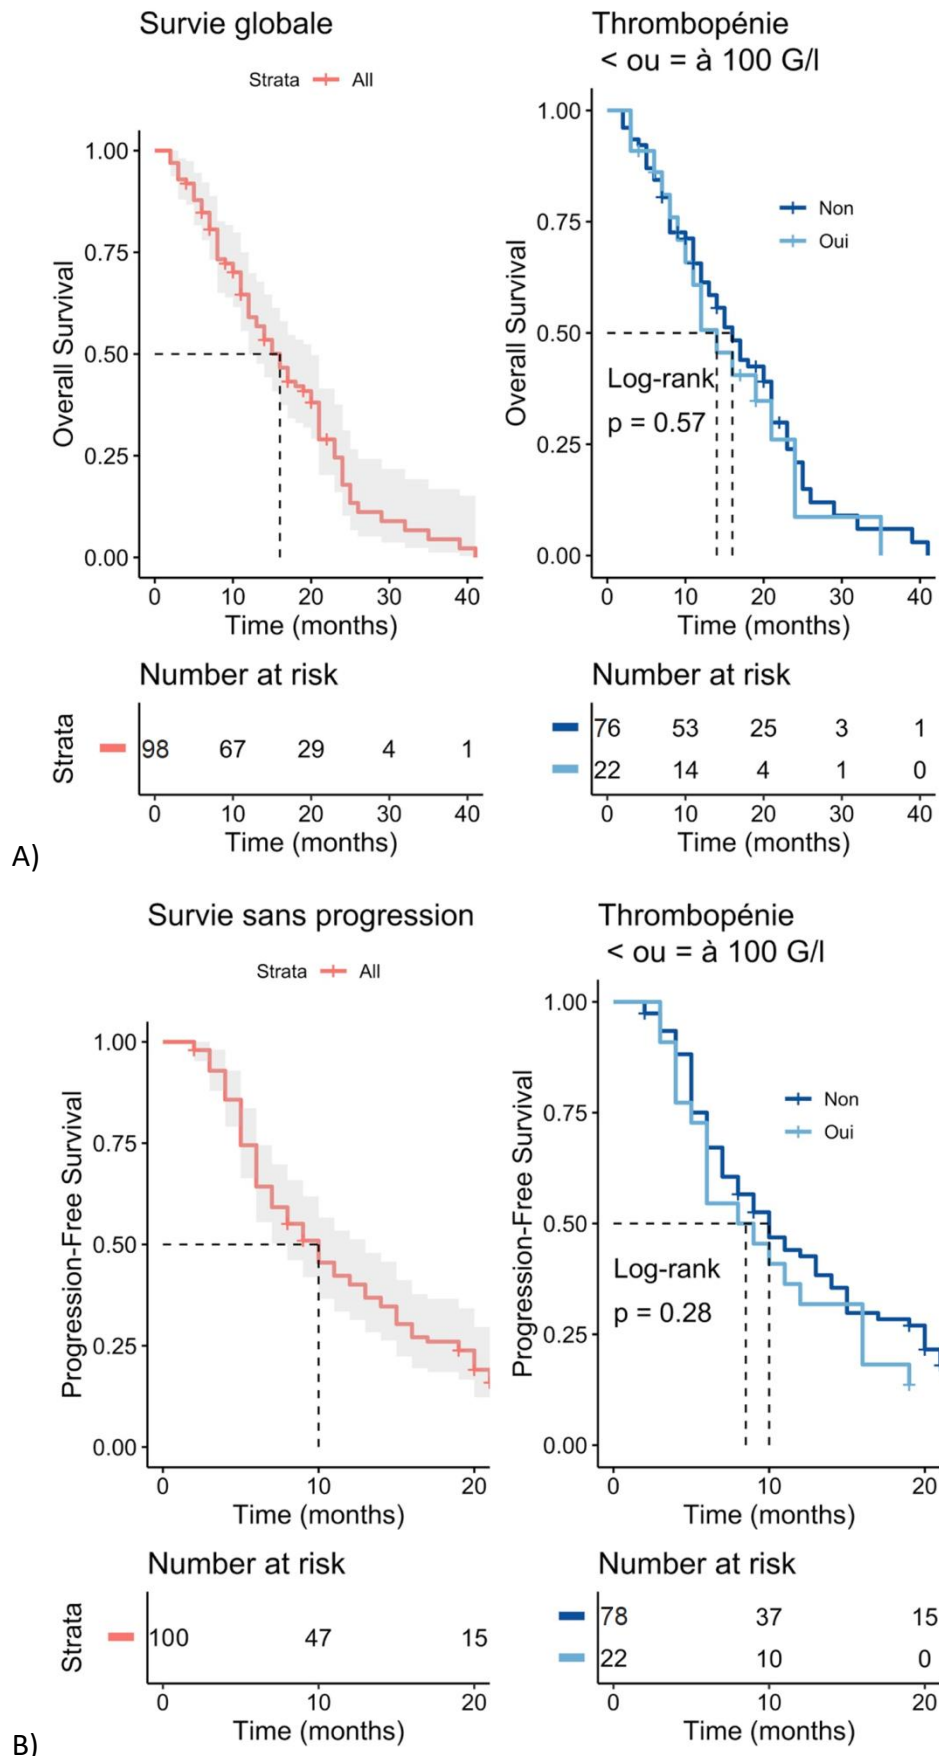 Survie globale
Strata All
1.00
0.75
0.50
0.25
0.00
Overall Survival
0 10 20 30 40
Time (months)
Number at risk
Strata
98 67 29 4 1
0 10 20 30 40
Time (months)
Thrombopénie
< ou = à 100 G/l
1.00
0.75
0.50
0.25
0.00
Overall Survival
Non
Oui
Log-rank
p = 0.57
0 10 20 30 40
Time (months)
Number at risk
76 53 25 3 1
22 14 4 1 0
0 10 20 30 40
Time (months)
A)
Survie sans progression
Strata All
1.00
0.75
0.50
0.25
0.00
Progression-Free Survival
0 10 20
Time (months)
Number at risk
Strata
100 47 15
0 10 20
Time (months)
Thrombopénie
< ou = à 100 G/l
1.00
0.75
0.50
0.25
0.00
Progression-Free Survival
Non
Oui
Log-rank
p = 0.28
0 10 20
Time (months)
Number at risk
78 37 15
22 10 0
0 10 20
Time (months)
B)